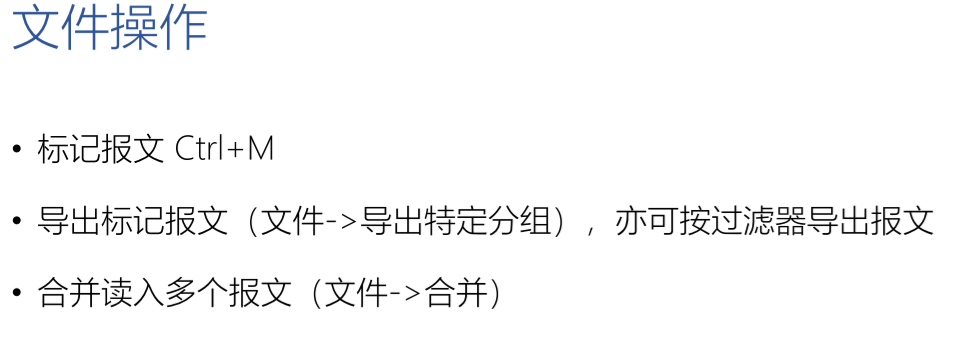 文件操作
• 标记报文 Ctrl+M
• 导出标记报文（文件->导出特定分组），亦可按过滤器导出报文
• 合并读入多个报文（文件->合并）